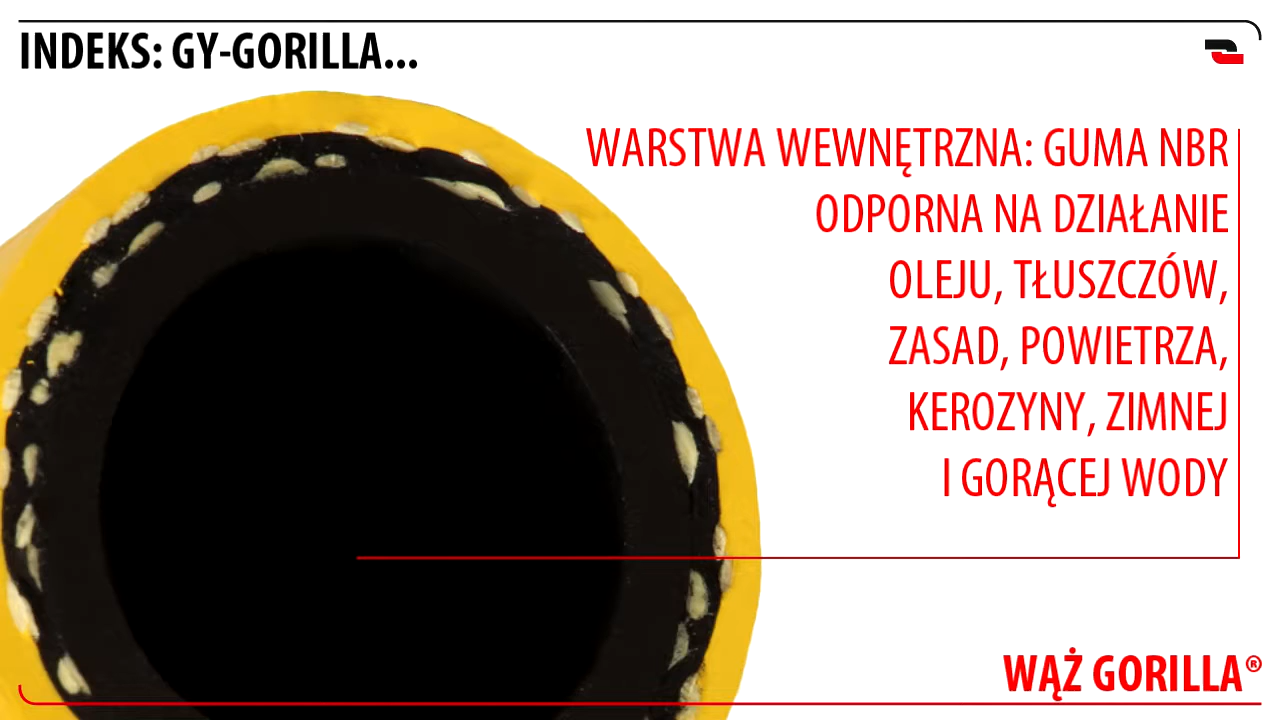 INDEKS: GY-GORILLA...
WARSTWA WEWNĘTRZNA: GUMA NBR
ODPORNA NA DZIAŁANIE
OLEJU, TŁUSZCZÓW,
ZASAD, POWIETRZA,
KEROZYNY, ZIMNEJ
I GORĄCEJ WODY
WĄŻ GORILLA®